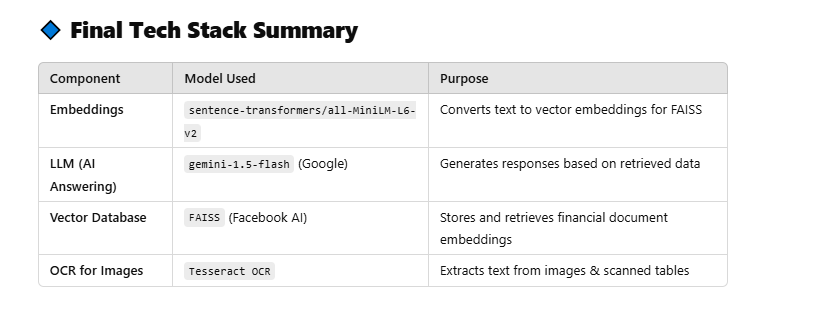 Final Tech Stack Summary
Component Model Used Purpose
Embeddings sentence-transformers/all-MiniLM-L6- Converts text to vector embeddings for FAISS
v2
LLM (AI gemini-1.5-flash (Google) Generates responses based on retrieved data
Answering)
Vector Database FAISS (Facebook AI) Stores and retrieves financial document
embeddings
OCR for Images Tesseract OCR Extracts text from images & scanned tables